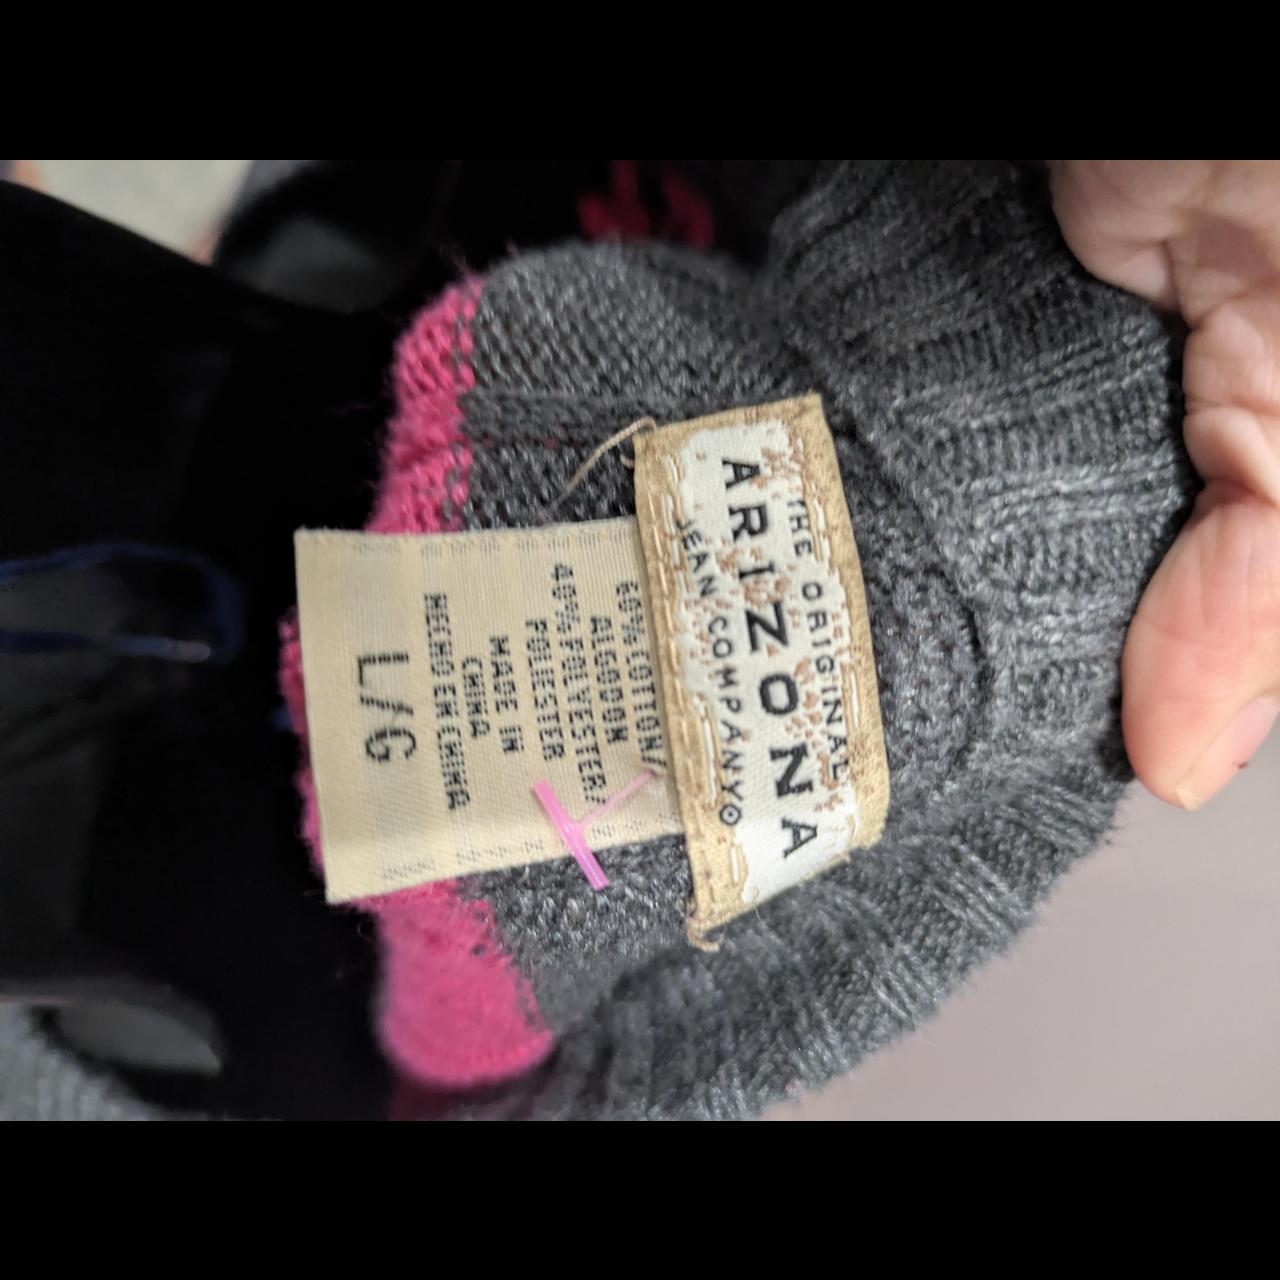 THE ORIGINAL
ARIZONA
JEAN COMPANY
60% COTTON/
ALGODON
40% POLYESTER/
POLIESTER
MADE IN
CHINA
HECHO EN CHINA
L/G